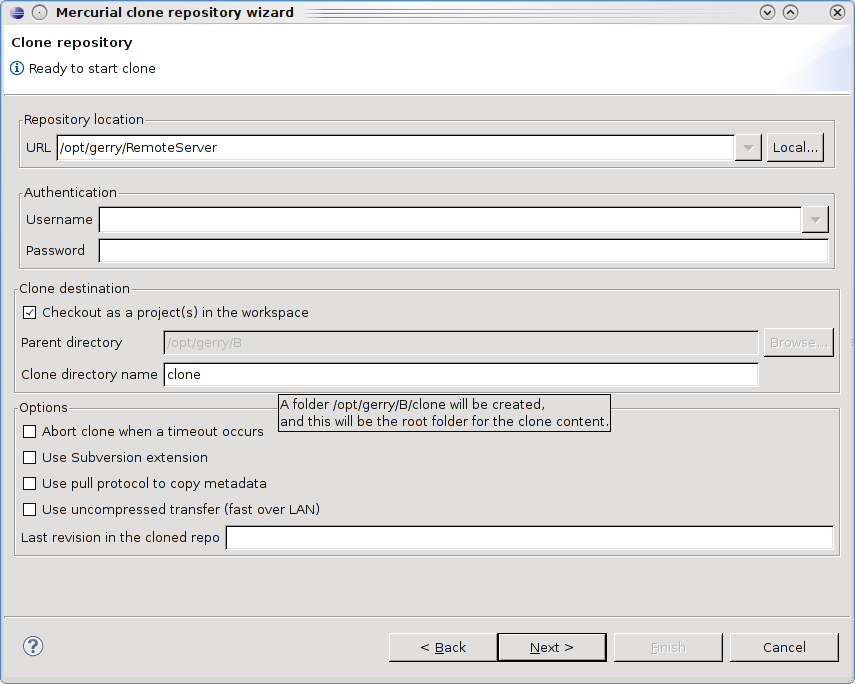 Mercurial clone repository wizard
Clone repository
Ready to start clone
Repository location
URL /opt/gerry/RemoteServer Local...
Authentication
Username
Password
Clone destination
Checkout as a project(s) in the workspace
Parent directory /opt/gerry/B Browse...
Clone directory name clone
Options
A folder /opt/gerry/B/clone will be created,
and this will be the root folder for the clone content.
Abort clone when a timeout occurs
Use Subversion extension
Use pull protocol to copy metadata
Use uncompressed transfer (fast over LAN)
Last revision in the cloned repo
? < Back Next > Finish Cancel